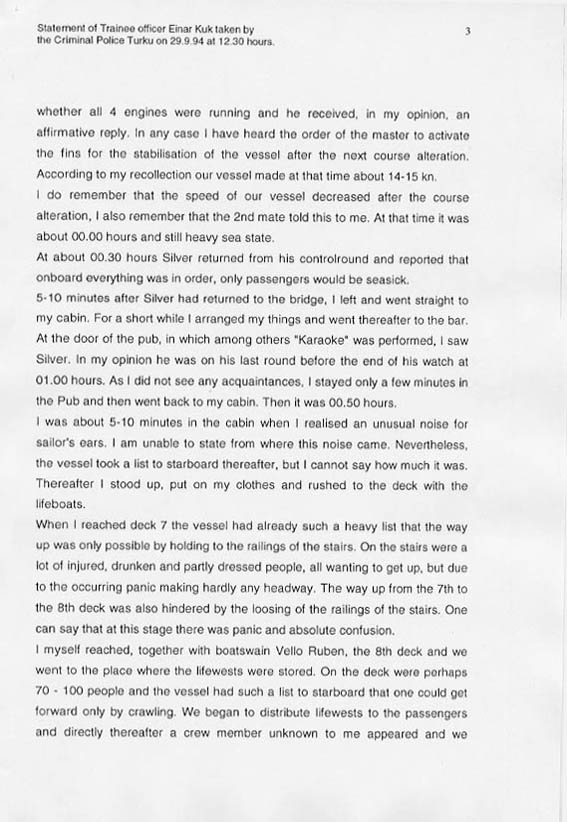 Statement of Trainee officer Einar Kuk taken by
the Criminal Police Turku on 29.9.94 at 12.30 hours.
3
whether all 4 engines were running and he received, in my opinion, an
affirmative reply. In any case I have heard the order of the master to activate
the fins for the stabilisation of the vessel after the next course alteration.
According to my recollection our vessel made at that time about 14-15 kn.
I do remember that the speed of our vessel decreased after the course
alteration, I also remember that the 2nd mate told this to me. At that time it was
about 00.00 hours and still heavy sea state.
At about 00.30 hours Silver returned from his controlround and reported that
onboard everything was in order, only passengers would be seasick.
5-10 minutes after Silver had returned to the bridge, I left and went straight to
my cabin. For a short while I arranged my things and went thereafter to the bar.
At the door of the pub, in which among others "Karaoke" was performed, I saw
Silver. In my opinion he was on his last round before the end of his watch at
01.00 hours. As I did not see any acquaintances, I stayed only a few minutes in
the Pub and then went back to my cabin. Then it was 00.50 hours.
I was about 5-10 minutes in the cabin when I realised an unusual noise for
sailor's ears. I am unable to state from where this noise came. Nevertheless,
the vessel took a list to starboard thereafter, but I cannot say how much it was.
Thereafter I stood up, put on my clothes and rushed to the deck with the
lifeboats.
When I reached deck 7 the vessel had already such a heavy list that the way
up was only possible by holding to the railings of the stairs. On the stairs were a
lot of injured, drunken and partly dressed people, all wanting to get up, but due
to the occurring panic making hardly any headway. The way up from the 7th to
the 8th deck was also hindered by the loosing of the railings of the stairs. One
can say that at this stage there was panic and absolute confusion.
I myself reached, together with boatswain Vello Ruben, the 8th deck and we
went to the place where the lifewests were stored. On the deck were perhaps
70 - 100 people and the vessel had such a list to starboard that one could get
forward only by crawling. We began to distribute lifewests to the passengers
and directly thereafter a crew member unknown to me appeared and we